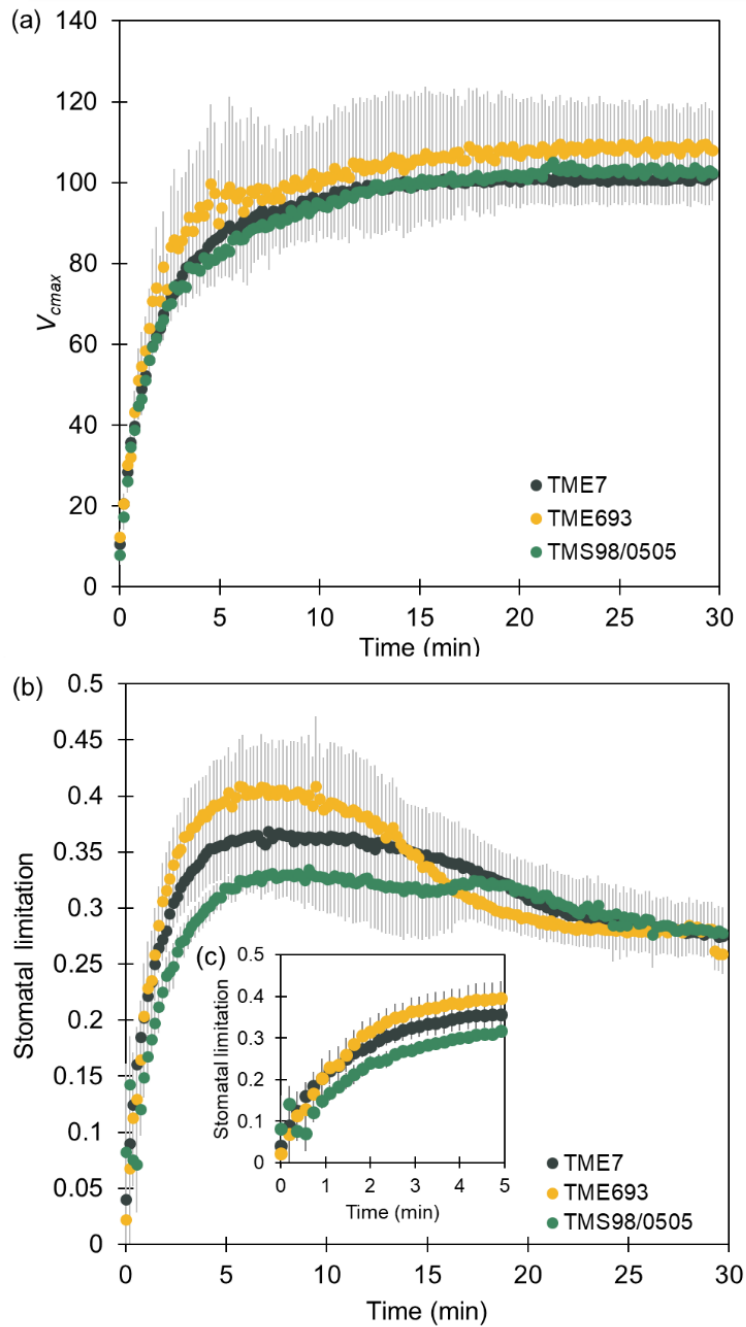 (a)
140
120
100
80
60
40
20
0
Vcmax
TME7
TME693
TMS98/0505
0 5 10 15 20 25 30
Time (min)
(b)
0.5
0.45
0.4
0.35
0.3
0.25
0.2
0.15
0.1
0.05
0
Stomatal limitation
(c)
0.5
0.4
0.3
0.2
0.1
0
Stomatal limitation
0 1 2 3 4 5
Time (min)
TME7
TME693
TMS98/0505
0 5 10 15 20 25 30
Time (min)